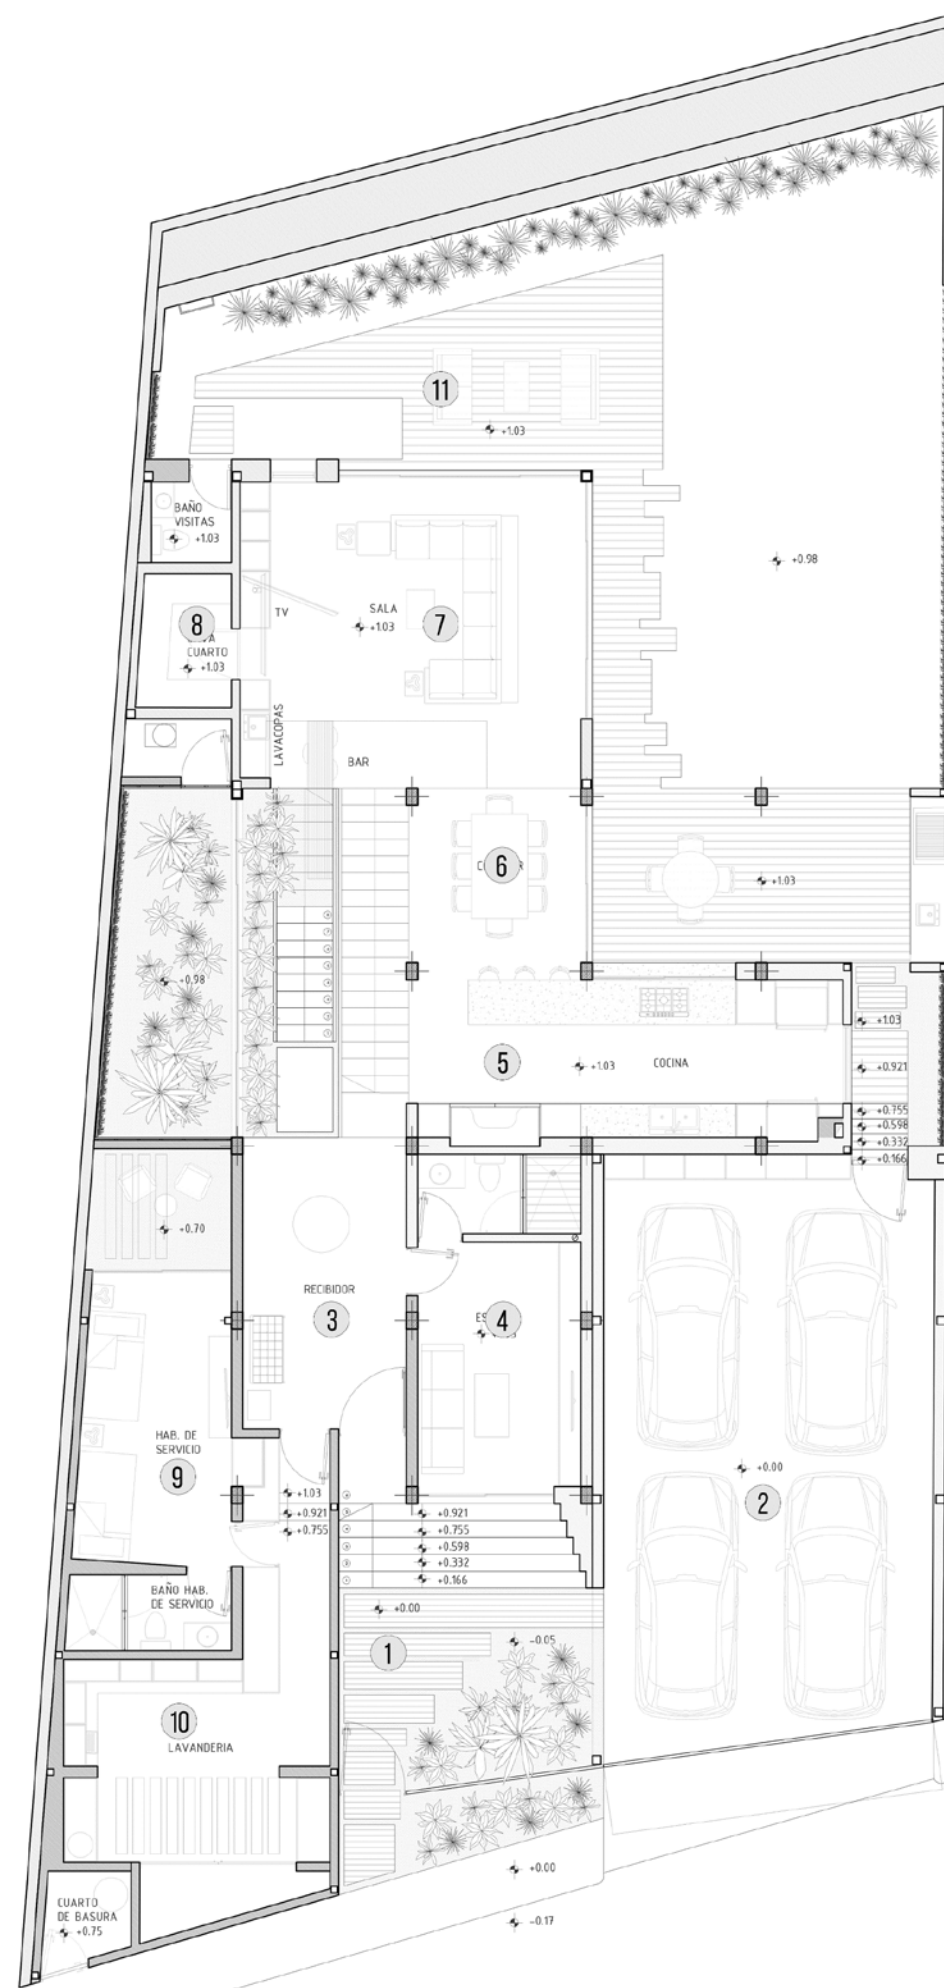 11
+1.03
BAÑO
VISITAS
+1.03
+0.98
8
CUARTO
+1.03
TV
SALA
+1.03
7
LAVACOPAS
BAR
6
+1.03
+0.98
5
+1.03
COCINA
+1.03
+0.921
+0.755
+0.598
+0.332
+0.166
+0.70
RECIBIDOR
3
4
HAB. DE
SERVICIO
9
+0.00
2
+1.03
+0.921
+0.755
+0.921
+0.755
+0.598
+0.332
+0.166
BAÑO HAB.
DE SERVICIO
+0.00
1
-0.05
10
LAVANDERIA
+0.00
CUARTO
DE BASURA
+0.75
-0.17